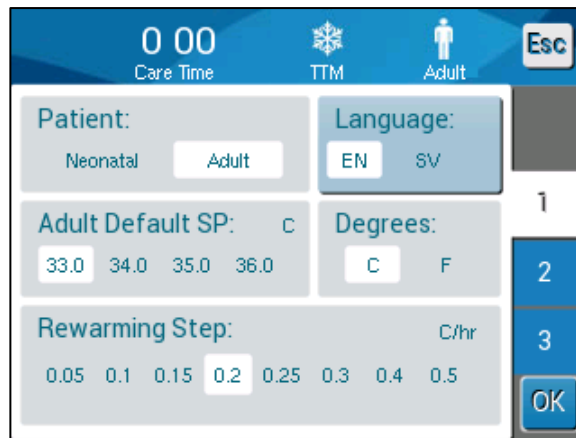 0 00
Care Time
TTM
Adult
Esc
Patient:
Neonatal Adult
Language:
EN SV
Adult Default SP: C
33.0 34.0 35.0 36.0
Degrees:
C F
Rewarming Step: C/hr
0.05 0.1 0.15 0.2 0.25 0.3 0.4 0.5
1
2
3
OK